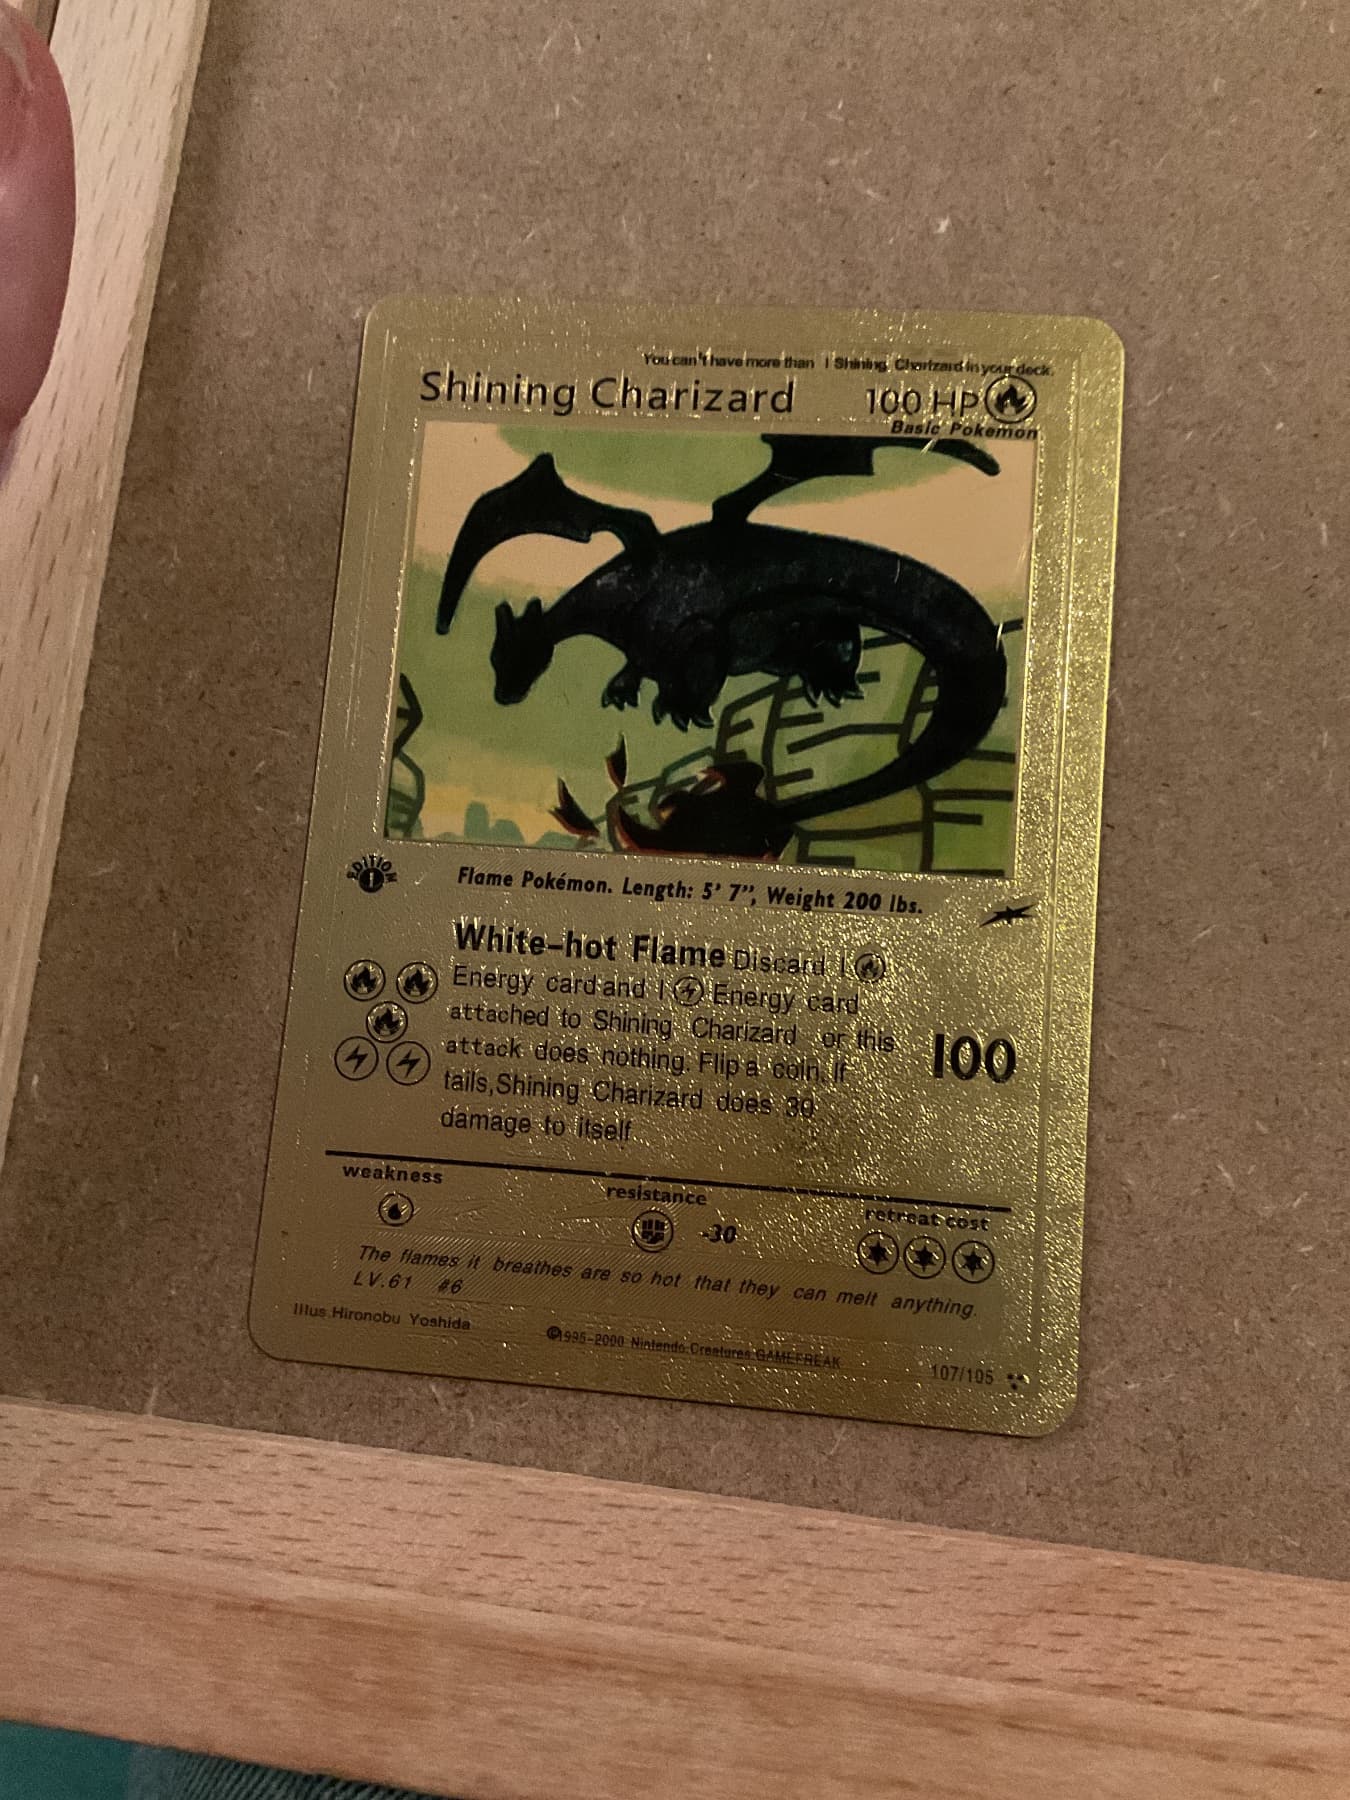 You can't have more than 1 Shining Charizard in your deck.
Shining Charizard 100 HP
Basic Pokemon
EDITION 1
Flame Pokémon. Length: 5' 7", Weight 200 lbs.
White-hot Flame Discard 1
Energy card and 1 Energy card
attached to Shining Charizard or this
attack does nothing. Flip a coin. If
tails, Shining Charizard does 30
damage to itself.
100
weakness
resistance
retreat cost
-30
The flames it breathes are so hot that they can melt anything.
LV.61 #6
Illus.Hironobu Yoshida
©1995-2000 Nintendo.Creatures.GAMEFREAK
107/105